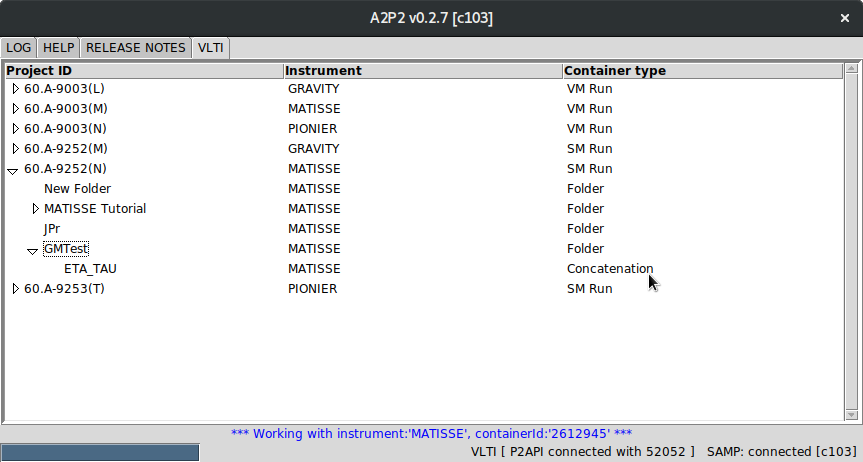 A2P2 v0.2.7 [c103]
LOG HELP RELEASE NOTES VLTI
Project ID Instrument Container type
60.A-9003(L) GRAVITY VM Run
60.A-9003(M) MATISSE VM Run
60.A-9003(N) PIONIER VM Run
60.A-9252(M) GRAVITY SM Run
60.A-9252(N) MATISSE SM Run
New Folder MATISSE Folder
MATISSE Tutorial MATISSE Folder
JPr MATISSE Folder
GMTest MATISSE Folder
ETA_TAU MATISSE Concatenation
60.A-9253(T) PIONIER SM Run
*** Working with instrument:'MATISSE', containerId:'2612945' ***
VLTI [ P2API connected with 52052 ] SAMP: connected [c103]